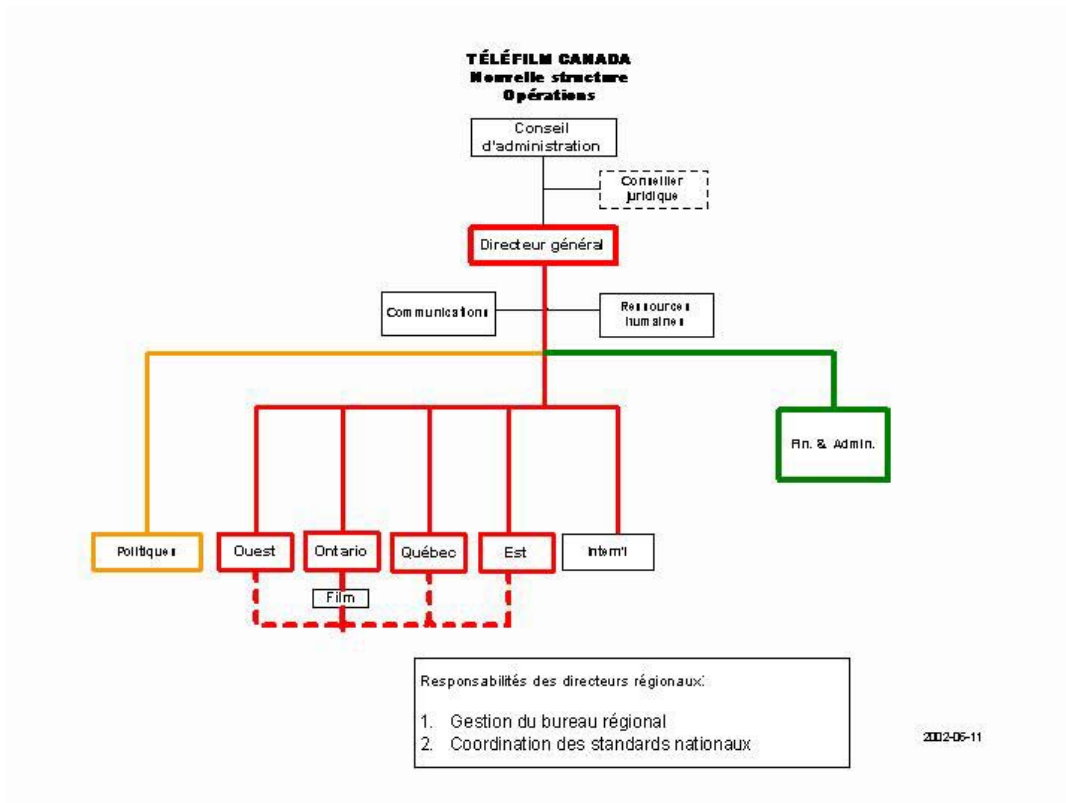 TÉLÉFILM CANADA
Nouvelle structure
Opérations
Conseil
d'administration
Conseiller
juridique
Directeur général
Communications
Ressources
humaines
Fin. & Admin.
Politiques
Ouest
Ontario
Québec
Est
Intern'l
Film
Responsabilités des directeurs régionaux:
1. Gestion du bureau régional
2. Coordination des standards nationaux
2002-06-11